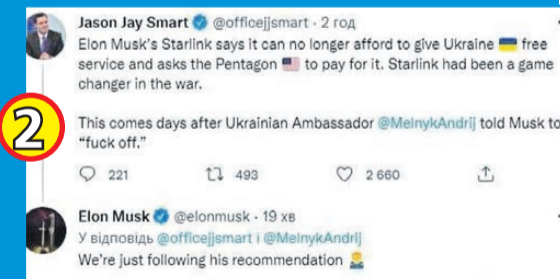 Jason Jay Smart @officejjsmart · 2 год
Elon Musk's Starlink says it can no longer afford to give Ukraine 🇺🇦 free
service and asks the Pentagon 🇺🇸 to pay for it. Starlink had been a game
changer in the war.
2
This comes days after Ukrainian Ambassador @MelnykAndrij told Musk to
“fuck off.”
221 493 2 660
Elon Musk @elonmusk · 19 хв
У відповідь @officejjsmart і @MelnykAndrij
We're just following his recommendation 🙇‍♂️